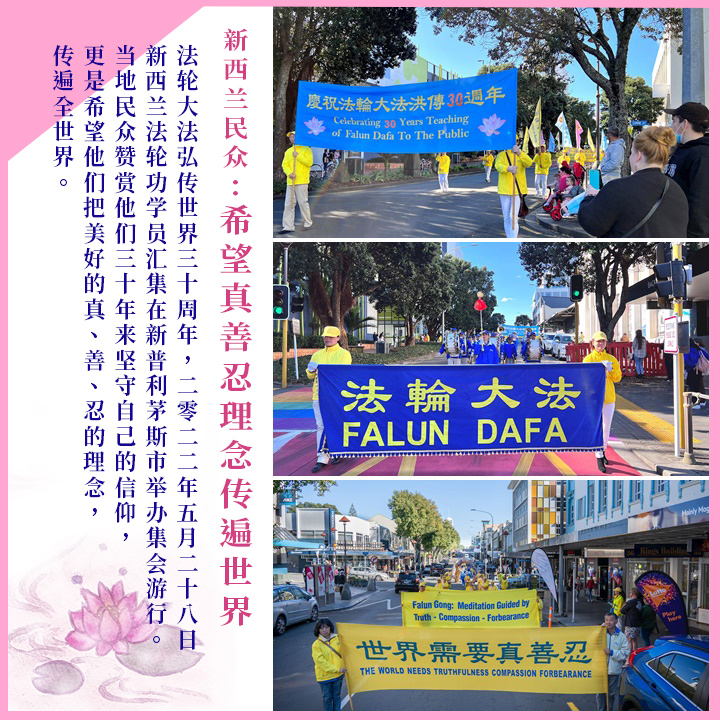 新西兰民众：希望真善忍理念传遍世界
法轮大法弘传世界三十周年，二零二二年五月二十八日
新西兰法轮功学员汇集在新普利茅斯市举办集会游行。
当地民众赞赏他们三十年来坚守自己的信仰，
更是希望他们把美好的真、善、忍的理念，
传遍全世界。
慶祝法輪大法洪傳30週年
Celebrating 30 Years Teaching
of Falun Dafa To The Public
法輪大法
FALUN DAFA
Falun Gong: Meditation Guided by
Truth - Compassion - Forbearance
世界需要真善忍
THE WORLD NEEDS TRUTHFULNESS COMPASSION FORBEARANCE
Mainly Mag
Kings Building
Lotto
Play
here